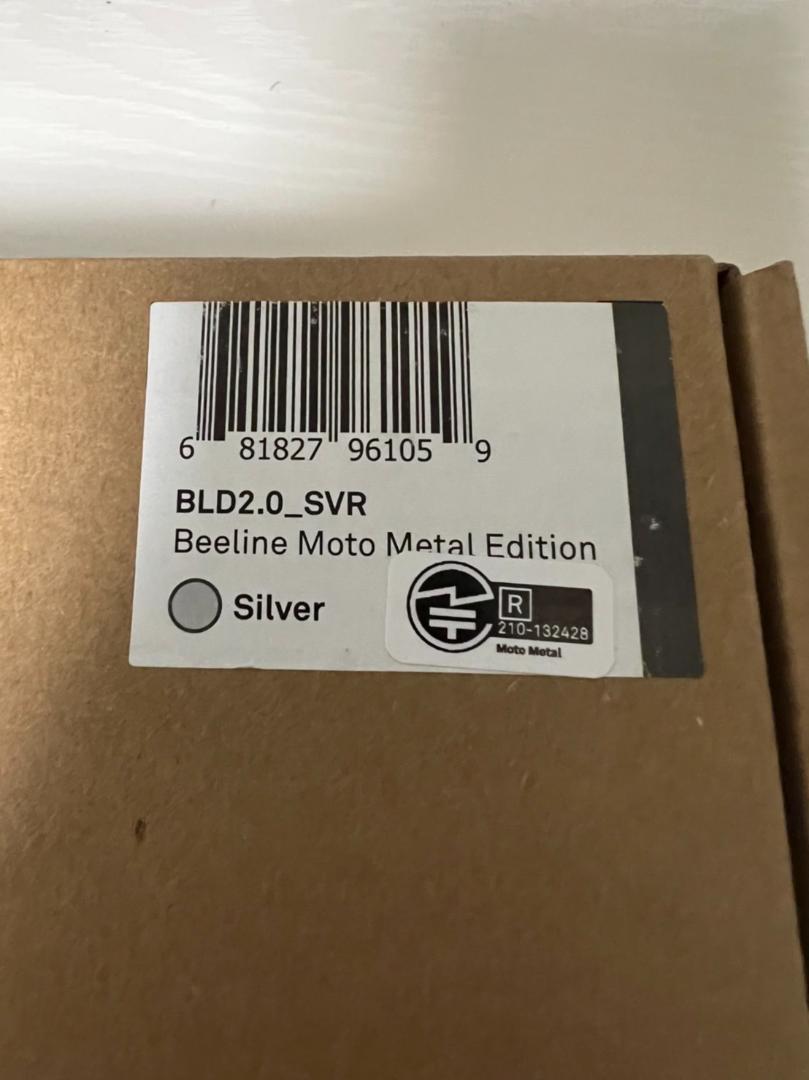 6 81827 96105 9
BLD2.0_SVR
Beeline Moto Metal Edition
Silver
R
210-132428
Moto Metal